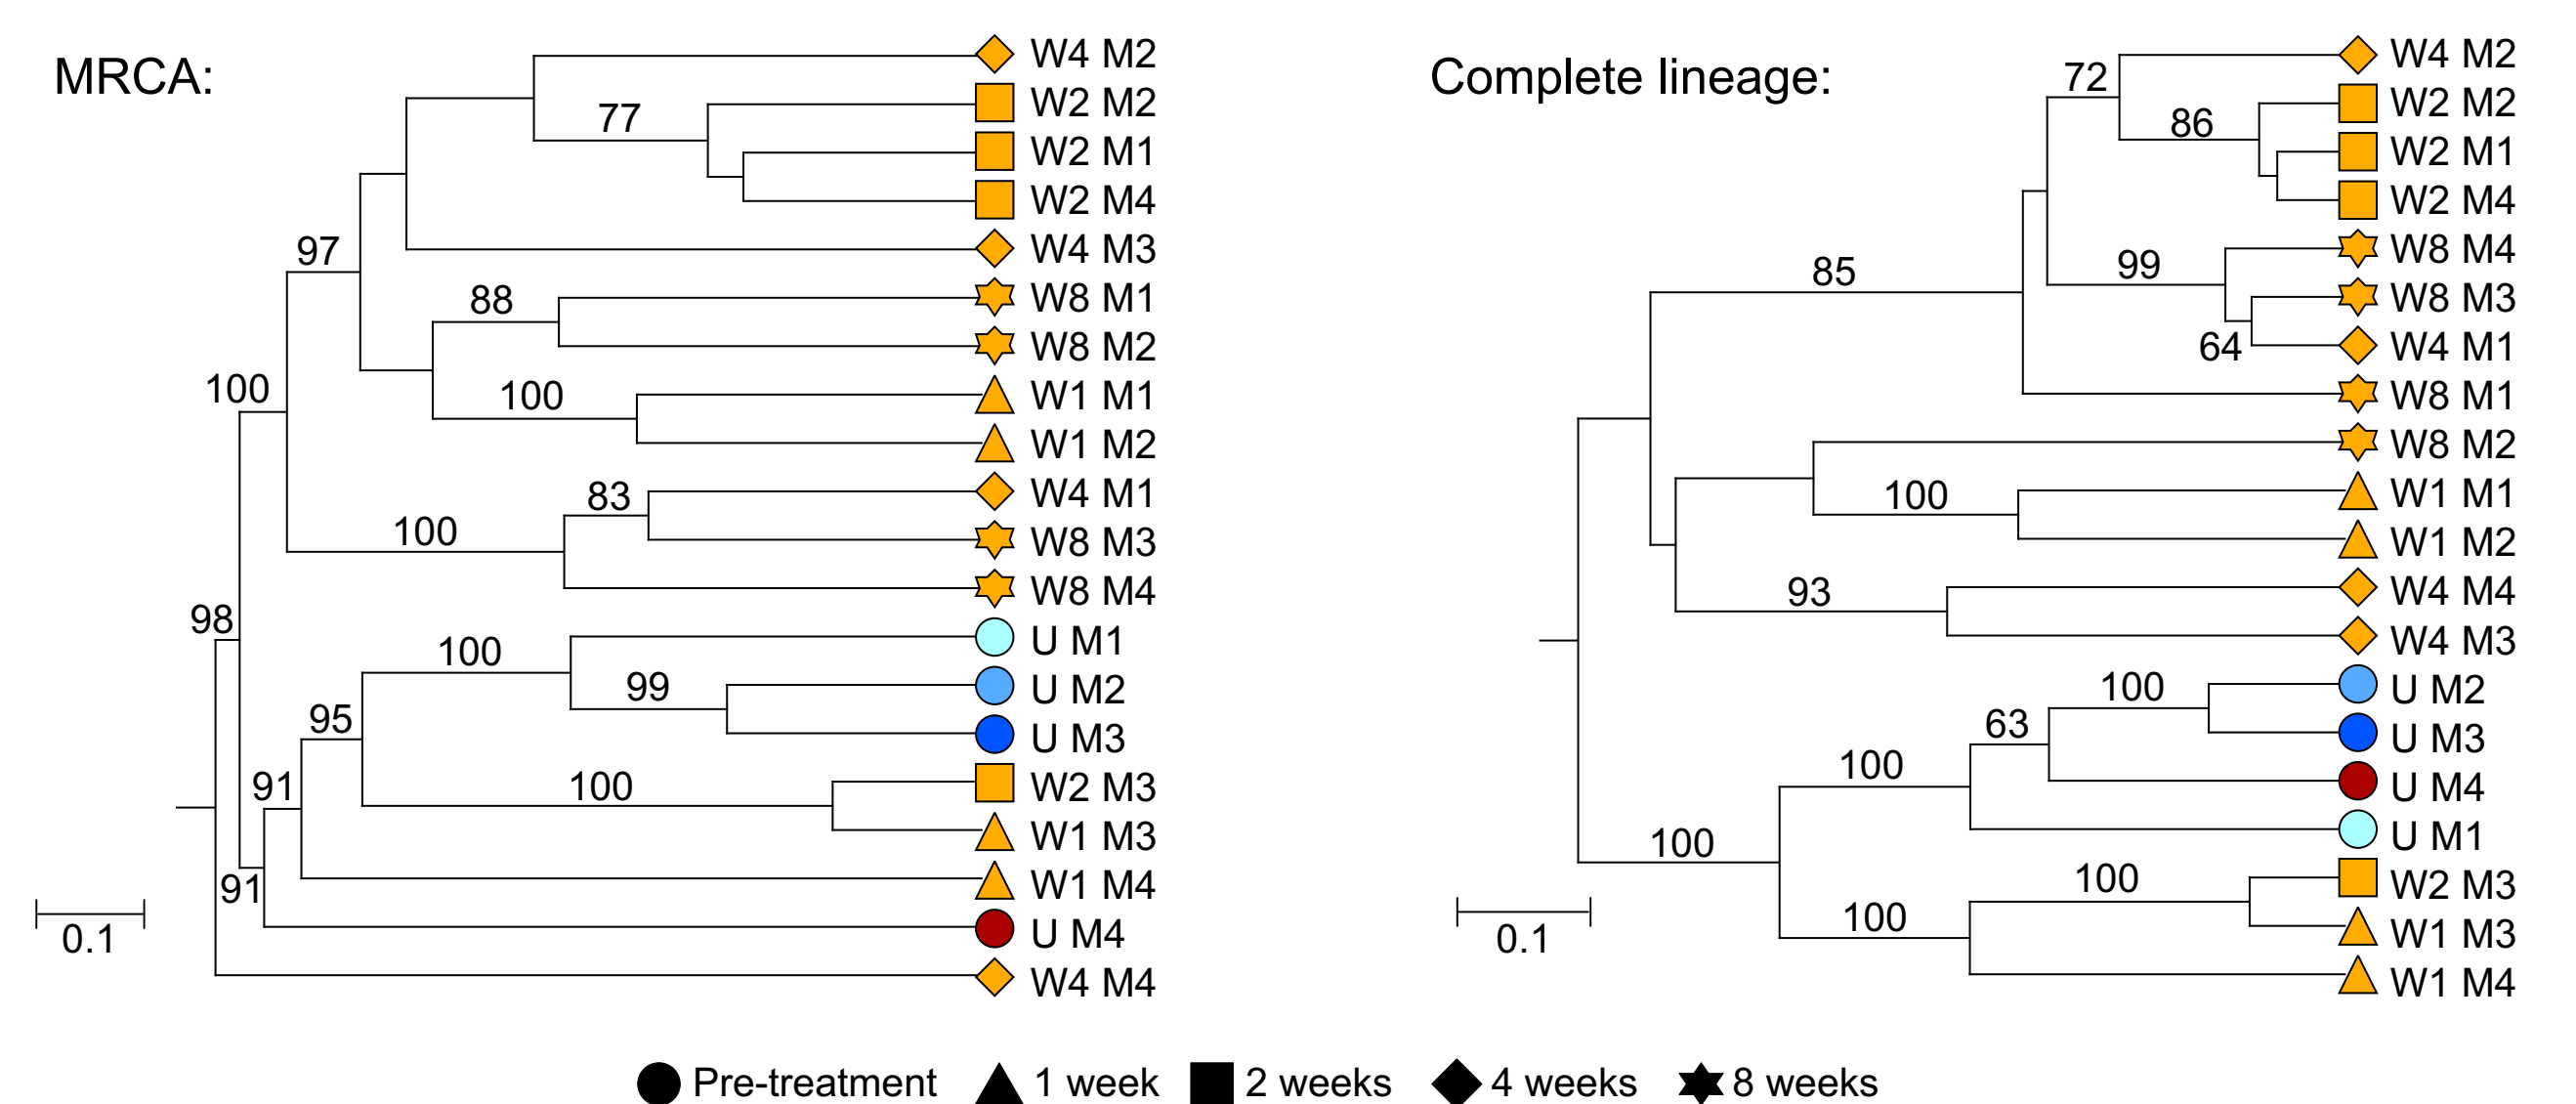 MRCA:
W4 M2
W2 M2
77
W2 M1
W2 M4
W4 M3
97
W8 M1
88
W8 M2
W1 M1
100
100
W1 M2
W4 M1
83
W8 M3
100
W8 M4
98
U M1
100
U M2
99
U M3
95
W2 M3
91
100
W1 M3
W1 M4
91
U M4
0.1
W4 M4
Complete lineage:
W4 M2
72
W2 M2
86
W2 M1
W2 M4
W8 M4
99
85
W8 M3
W4 M1
64
W8 M1
W8 M2
W1 M1
100
W1 M2
W4 M4
93
W4 M3
U M2
100
U M3
63
100
U M4
U M1
100
W2 M3
100
100
W1 M3
0.1
W1 M4
Pre-treatment 1 week 2 weeks 4 weeks 8 weeks